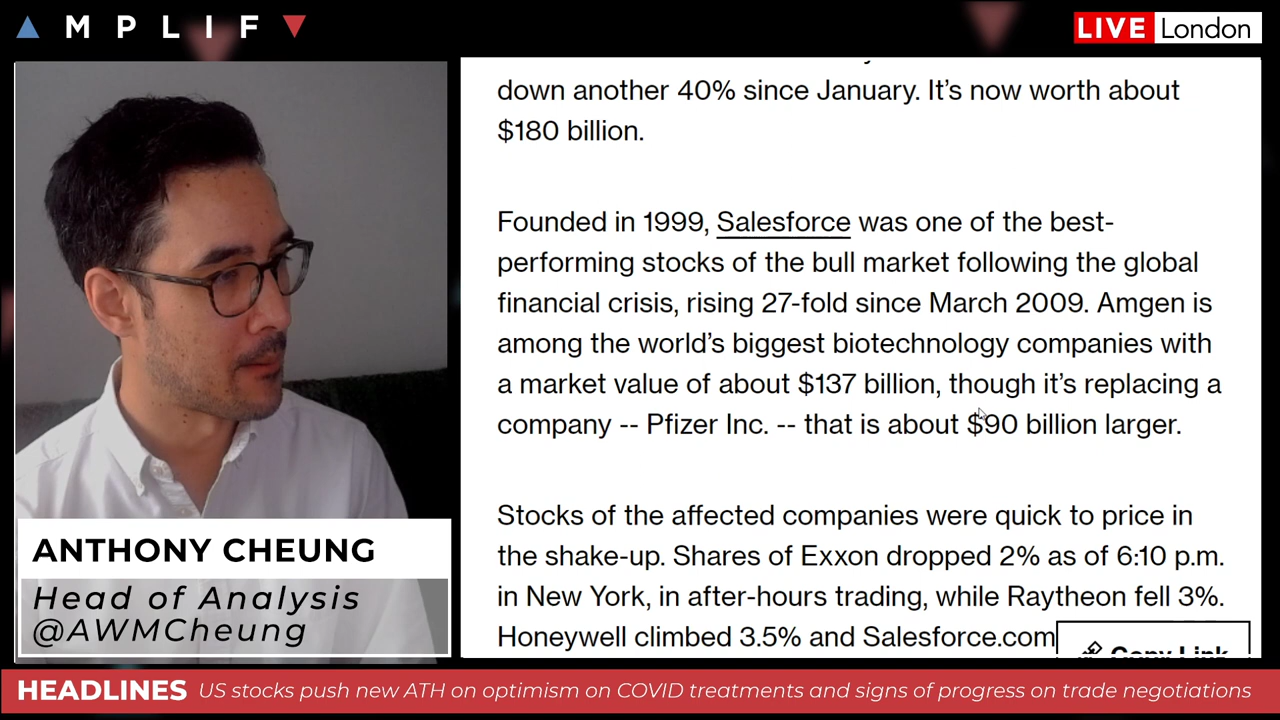 ▲ M P L I F ▼
LIVE London
down another 40% since January. It’s now worth about
$180 billion.
Founded in 1999, Salesforce was one of the best-
performing stocks of the bull market following the global
financial crisis, rising 27-fold since March 2009. Amgen is
among the world’s biggest biotechnology companies with
a market value of about $137 billion, though it’s replacing a
company -- Pfizer Inc. -- that is about $90 billion larger.
Stocks of the affected companies were quick to price in
the shake-up. Shares of Exxon dropped 2% as of 6:10 p.m.
in New York, in after-hours trading, while Raytheon fell 3%.
Honeywell climbed 3.5% and Salesforce.com
Copy Link
ANTHONY CHEUNG
Head of Analysis
@AWMCheung
HEADLINES US stocks push new ATH on optimism on COVID treatments and signs of progress on trade negotiations